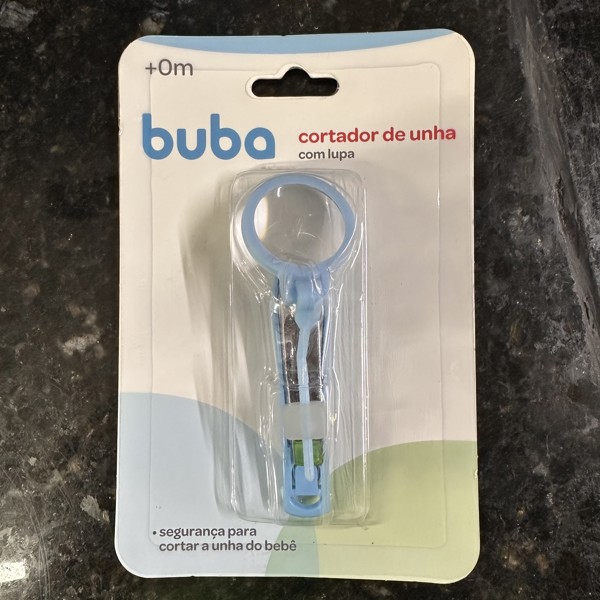 +0m
buba
cortador de unha
com lupa
• segurança para
cortar a unha do bebê